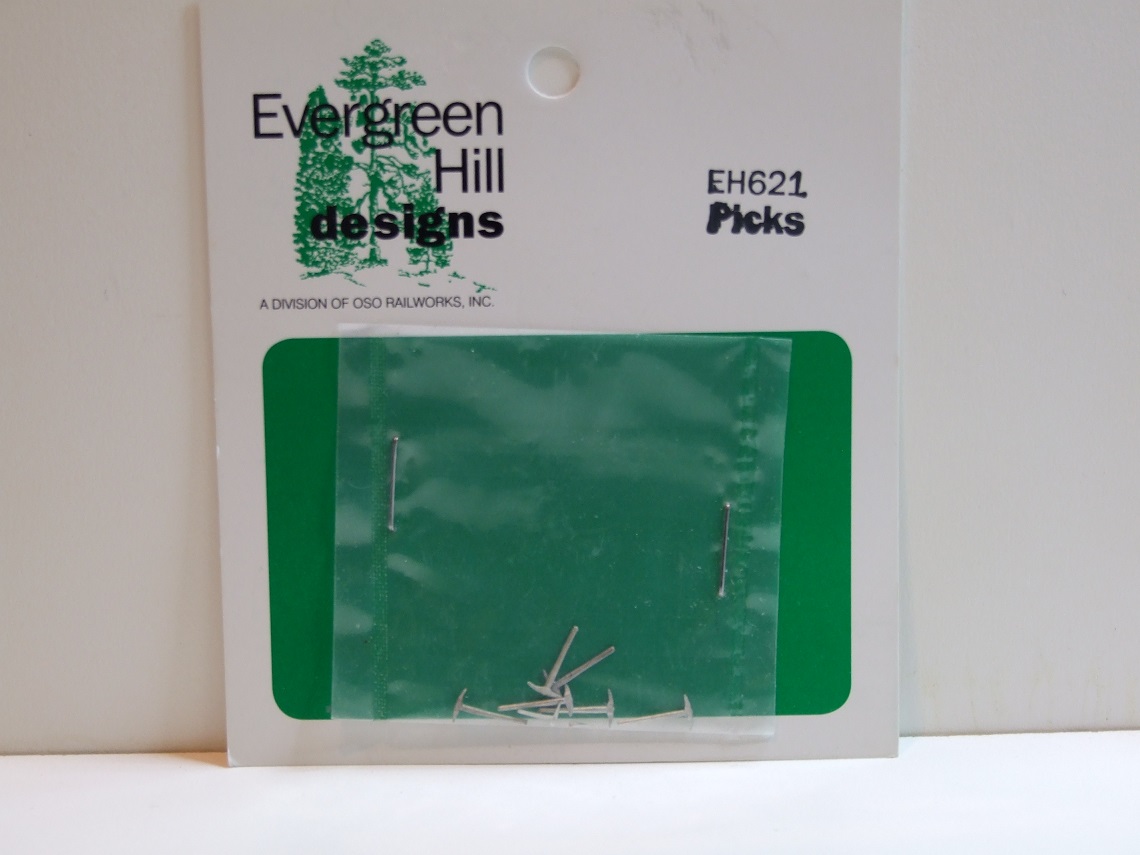 Evergreen
Hill
designs
A DIVISION OF OSO RAILWORKS, INC.
EH621
Picks